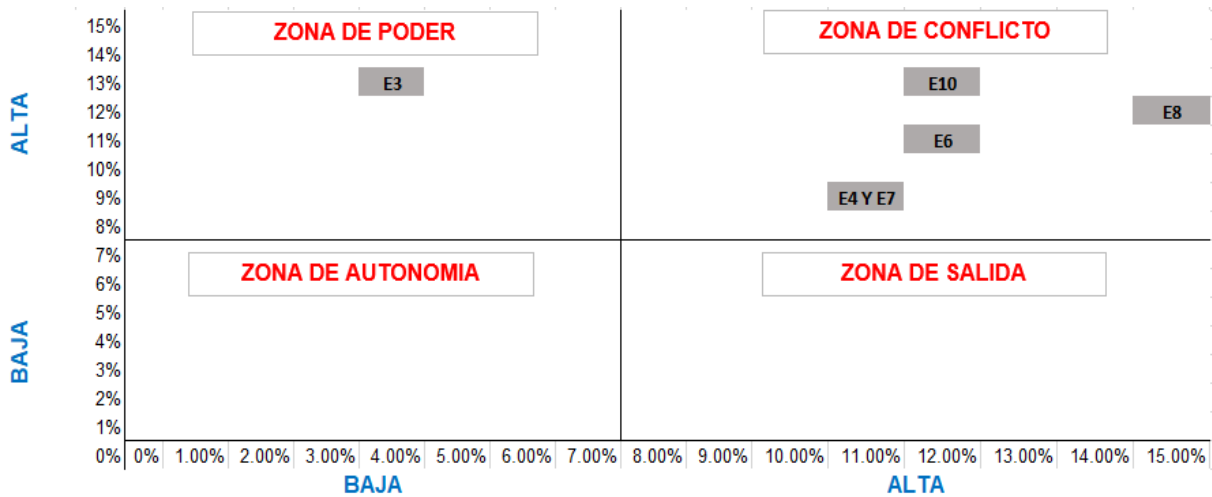 15% ZONA DE PODER ZONA DE CONFLICTO
14%
13% E3 E10
12% E8
ALTA
11% E6
10%
9% E4 Y E7
8%
7% ZONA DE AUTONOMIA ZONA DE SALIDA
6%
5%
4%
BAJA
3%
2%
1%
0% 0% 1.00% 2.00% 3.00% 4.00% 5.00% 6.00% 7.00% 8.00% 9.00% 10.00% 11.00% 12.00% 13.00% 14.00% 15.00%
BAJA ALTA